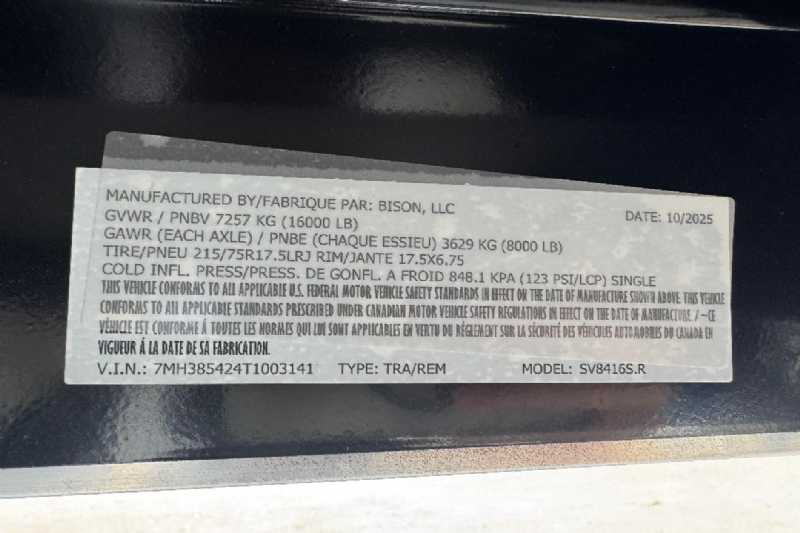 MANUFACTURED BY/FABRIQUE PAR: BISON, LLC DATE: 10/2025
GVWR / PNBV 7257 KG (16000 LB)
GAWR (EACH AXLE) / PNBE (CHAQUE ESSIEU) 3629 KG (8000 LB)
TIRE/PNEU 215/75R17.5LRJ RIM/JANTE 17.5X6.75
COLD INFL. PRESS/PRESS. DE GONFL. A FROID 848.1 KPA (123 PSI/LCP) SINGLE
THIS VEHICLE CONFORMS TO ALL APPLICABLE U.S. FEDERAL MOTOR VEHICLE SAFETY STANDARDS IN EFFECT ON THE DATE OF MANUFACTURE SHOWN ABOVE. THIS VEHICLE
CONFORMS TO ALL APPLICABLE STANDARDS PRESCRIBED UNDER CANADIAN MOTOR VEHICLE SAFETY REGULATIONS IN EFFECT ON THE DATE OF MANUFACTURE. / -CE
VÉHICLE EST CONFORME Á TOUTES LES NORMES QUI LUI SONT APPLICABLES EN VERTU DU RÈGLEMENT SUR LA SÉCURITÉ DES VÉHICULES AUTOMOBILES DU CANADA EN
VIGUEUR Á LA DATE DE SA FABRICATION.
V.I.N.: 7MH385424T1003141 TYPE: TRA/REM MODEL: SV8416S.R